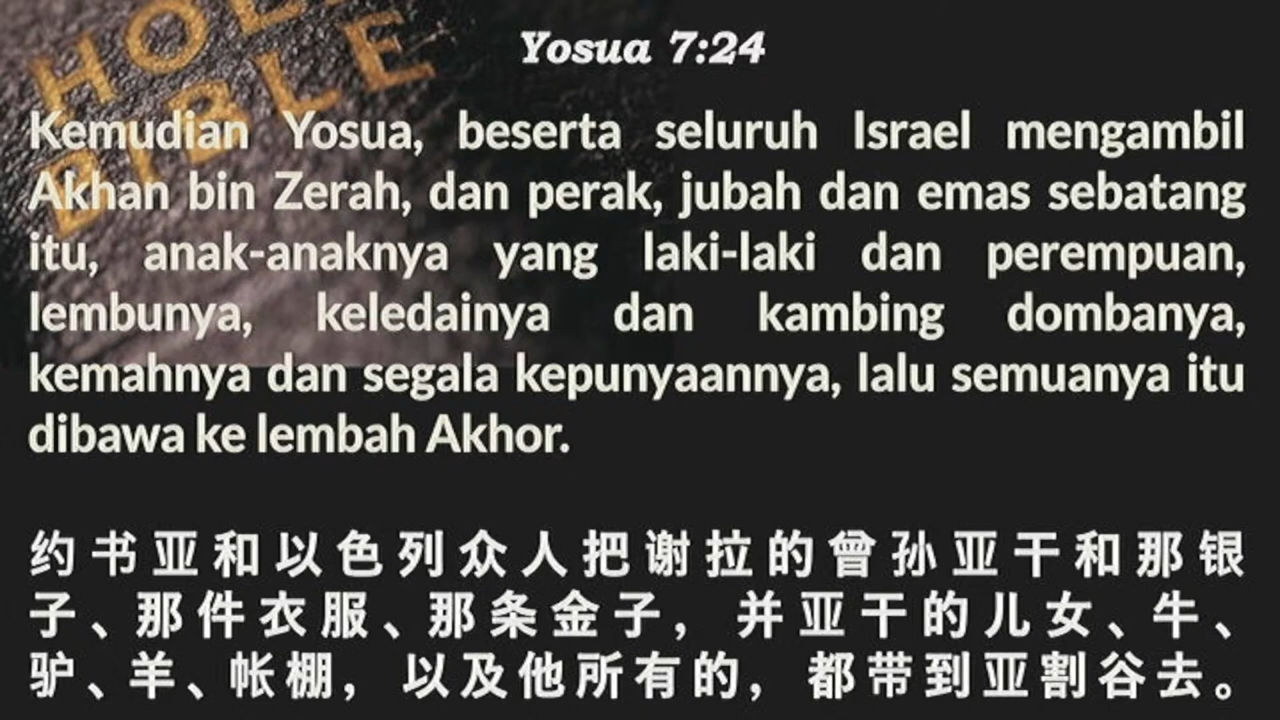 HOLY
BIBLE
Yosua 7:24
Kemudian Yosua, beserta seluruh Israel mengambil
Akhan bin Zerah, dan perak, jubah dan emas sebatang
itu, anak-anaknya yang laki-laki dan perempuan,
lembunya, keledainya dan kambing dombanya,
kemahnya dan segala kepunyaannya, lalu semuanya itu
dibawa ke lembah Akhor.
约书亚和以色列众人把谢拉的曾孙亚干和那银
子、那件衣服、那条金子，并亚干的儿女、牛、
驴、羊、帐棚，以及他所有的，都带到亚割谷去。